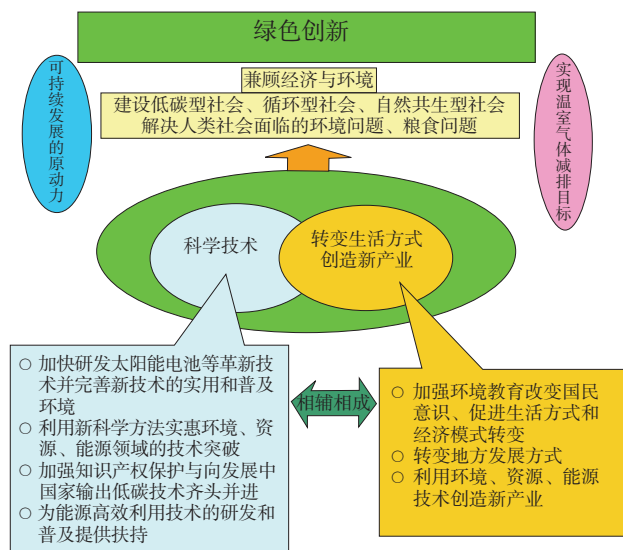 绿色创新
可持续发展的原动力
兼顾经济与环境
建设低碳型社会、循环型社会、自然共生型社会
解决人类社会面临的环境问题、粮食问题
实现温室气体减排目标
科学技术
转变生活方式
创造新产业
○ 加快研发太阳能电池等革新技
术并完善新技术的实用和普及
环境
○ 利用新科学方法实惠环境、资
源、能源领域的技术突破
○ 加强知识产权保护与向发展中
国家输出低碳技术齐头并进
○ 为能源高效利用技术的研发和
普及提供扶持
相辅相成
○ 加强环境教育改变国民
意识、促进生活方式和
经济模式转变
○ 转变地方发展方式
○ 利用环境、资源、能源
技术创造新产业